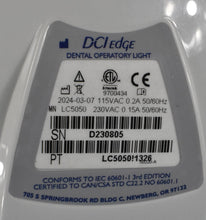 DCI edge
DENTAL OPERATORY LIGHT
Intertek
9700434
2024-03-07 115VAC 0.2A 50/60Hz
MN LC5050 230VAC 0.15A 50/60Hz
SN D230805
PT LC5050I1326
CONFORMS TO IEC 60601-1 3rd EDITION
CERTIFIED TO CAN/CSA STD C22.2 NO 60601.1
705 S SPRINGBROOK RD BLDG C, NEWBERG, OR 97132